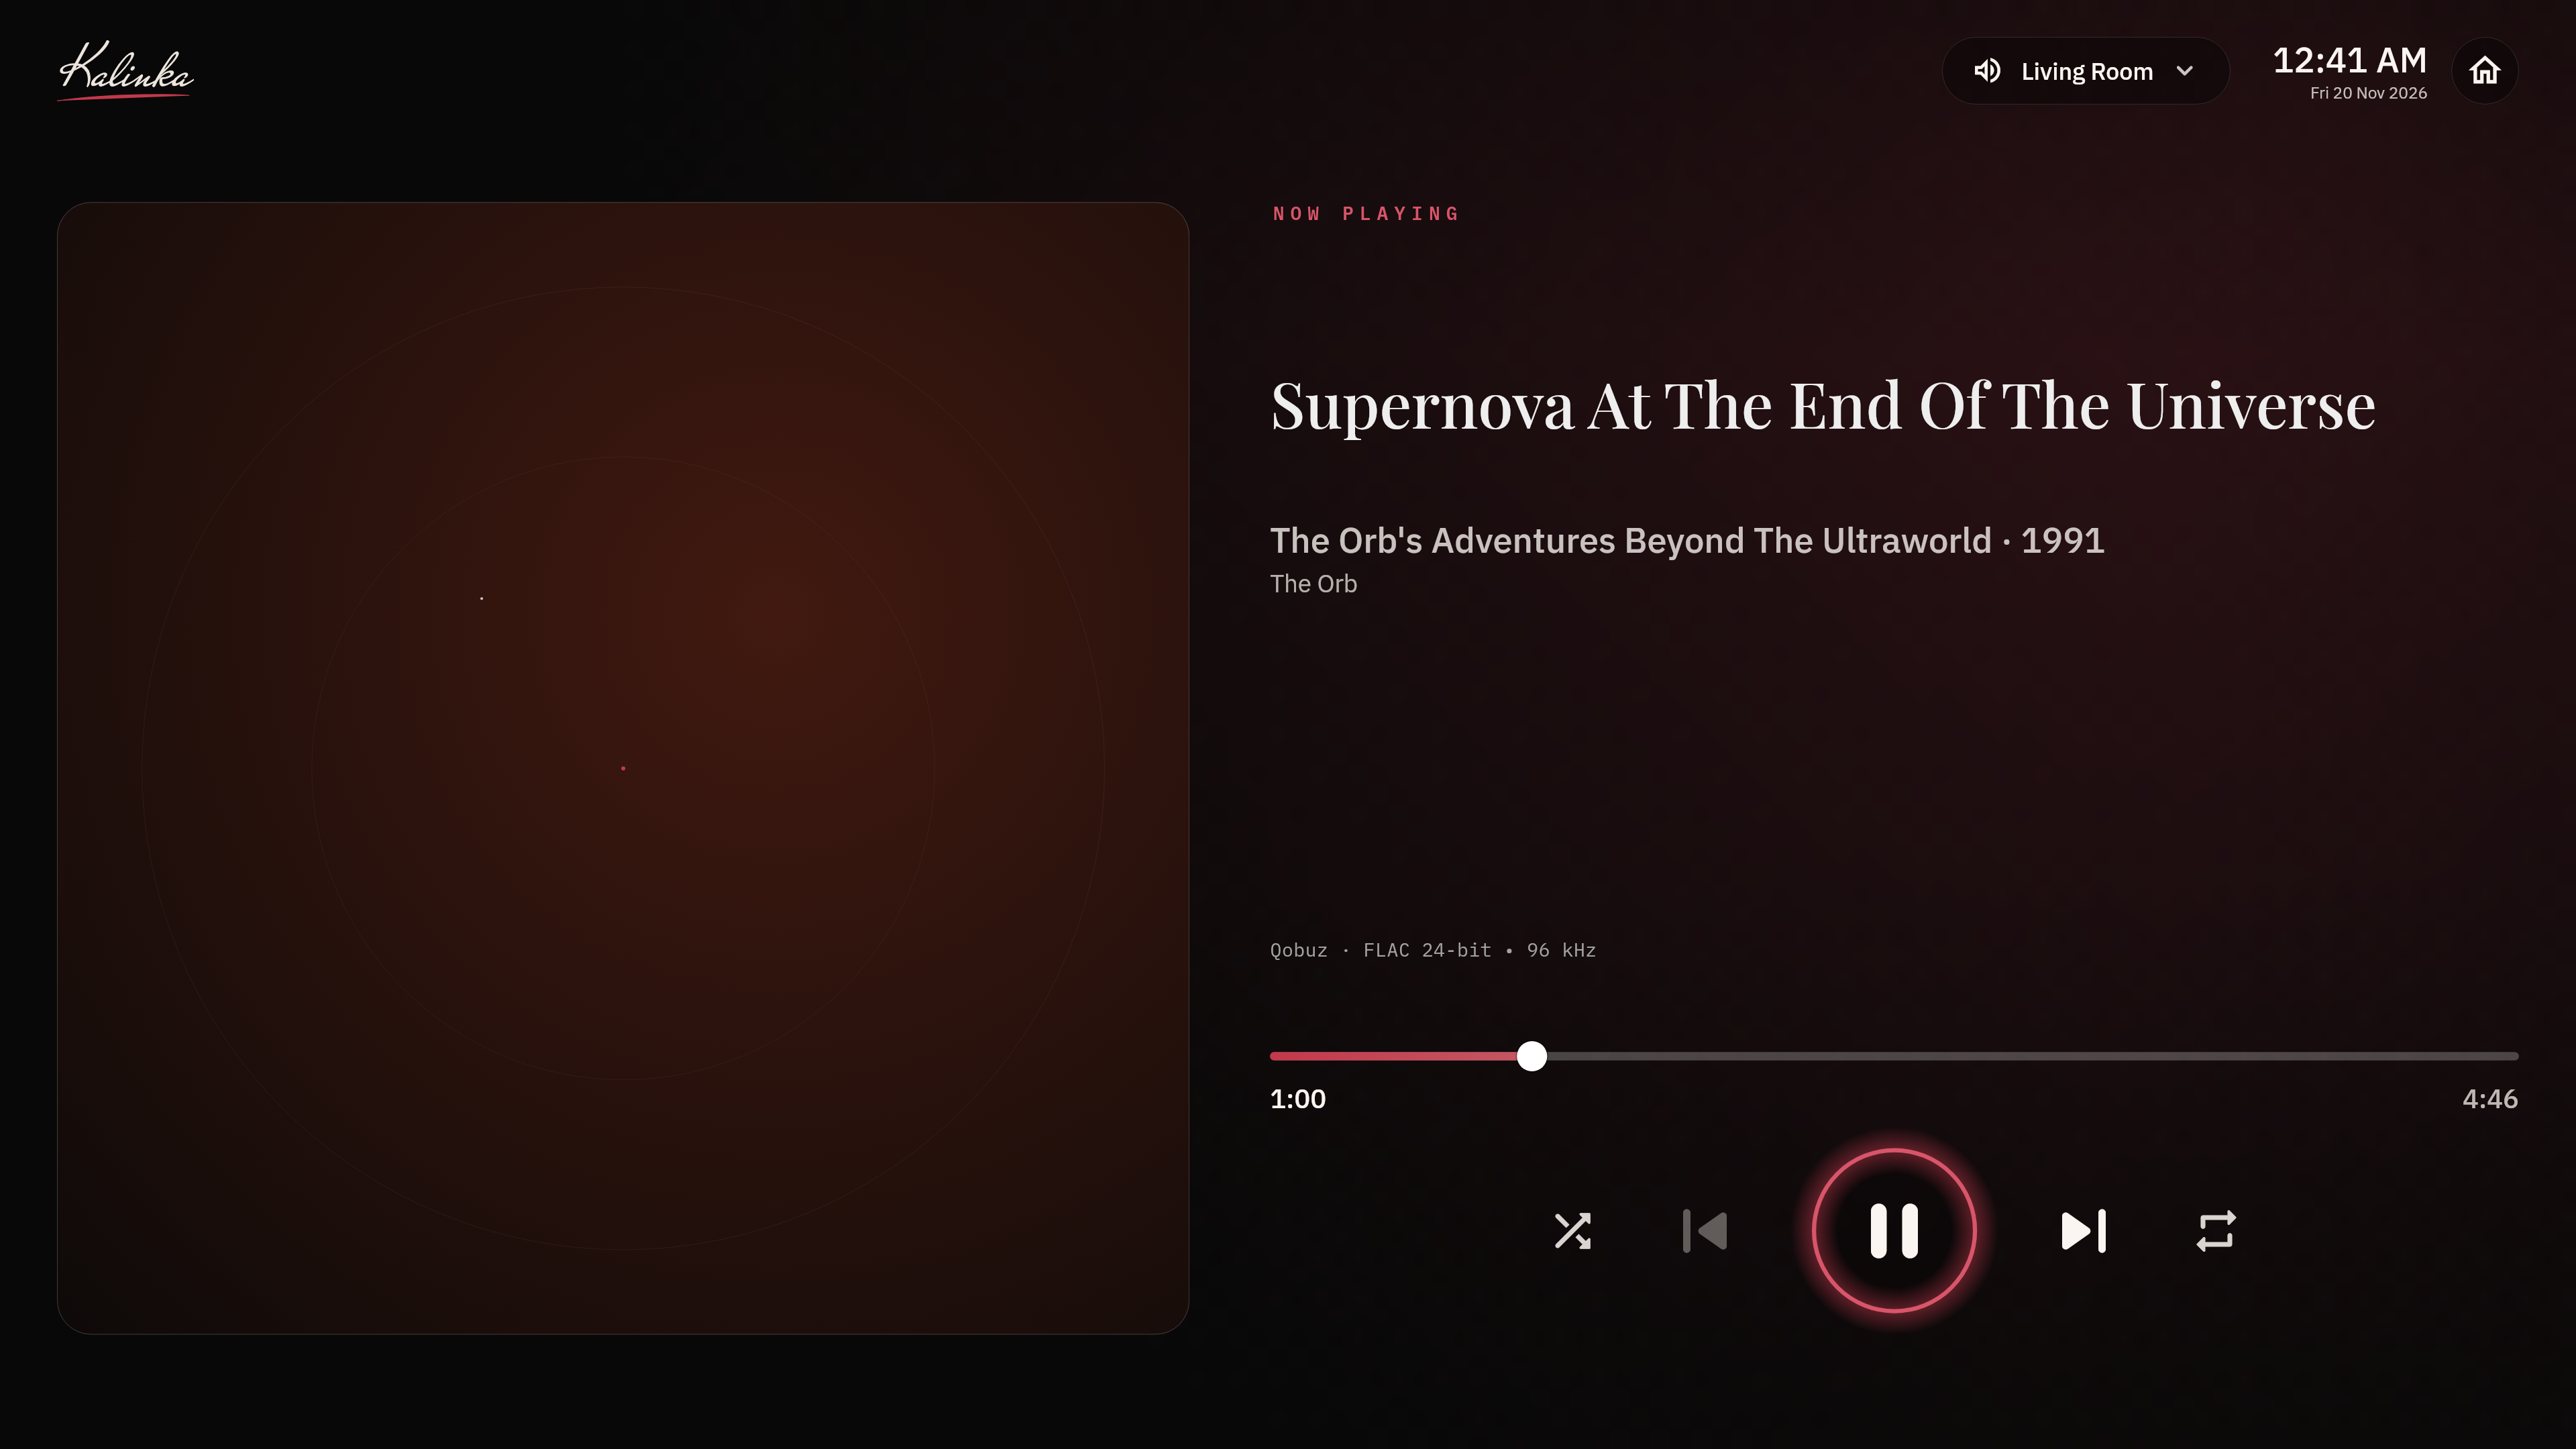 Kalinka
Living Room
12:41 AM
Fri 20 Nov 2026
NOW PLAYING
Supernova At The End Of The Universe
The Orb's Adventures Beyond The Ultraworld · 1991
The Orb
Qobuz · FLAC 24-bit • 96 kHz
1:00
4:46